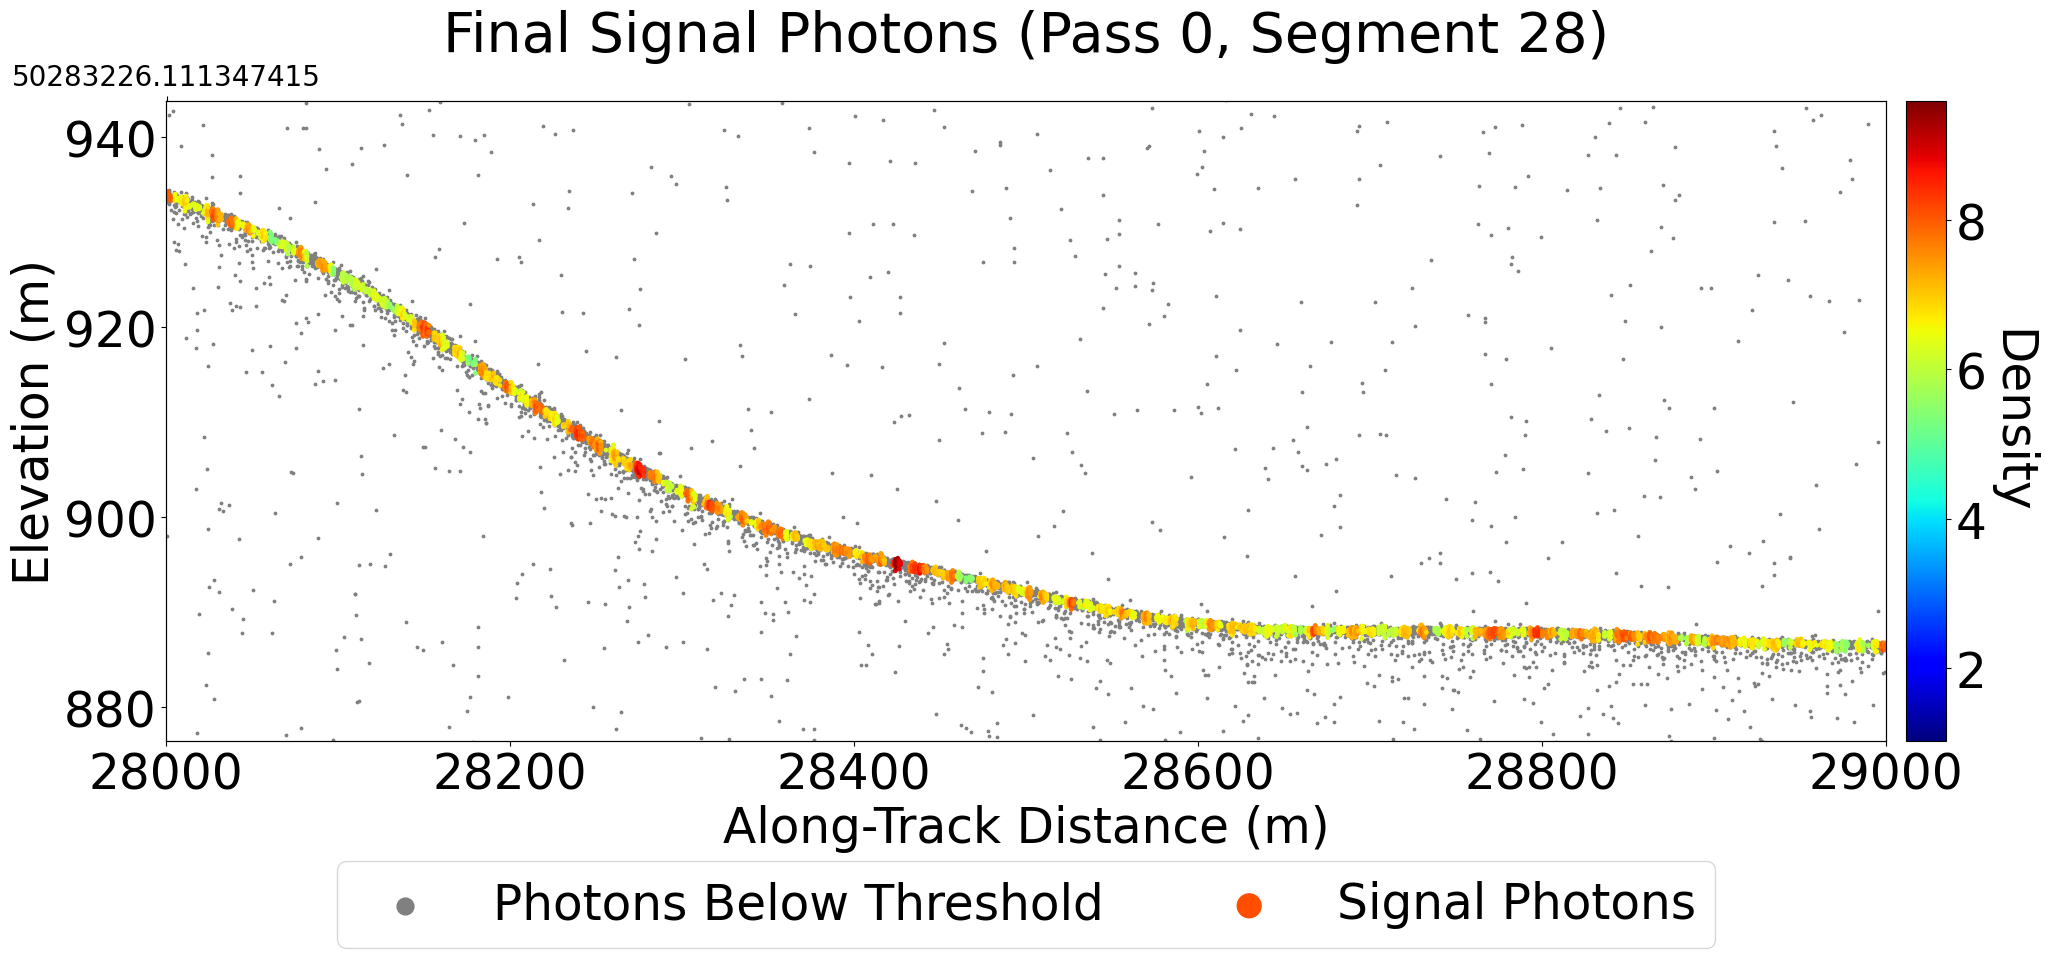 Final Signal Photons (Pass 0, Segment 28)
50283226.111347415
940
920
900
880
Elevation (m)
28000 28200 28400 28600 28800 29000
Along-Track Distance (m)
8
6
4
2
Density
Photons Below Threshold Signal Photons